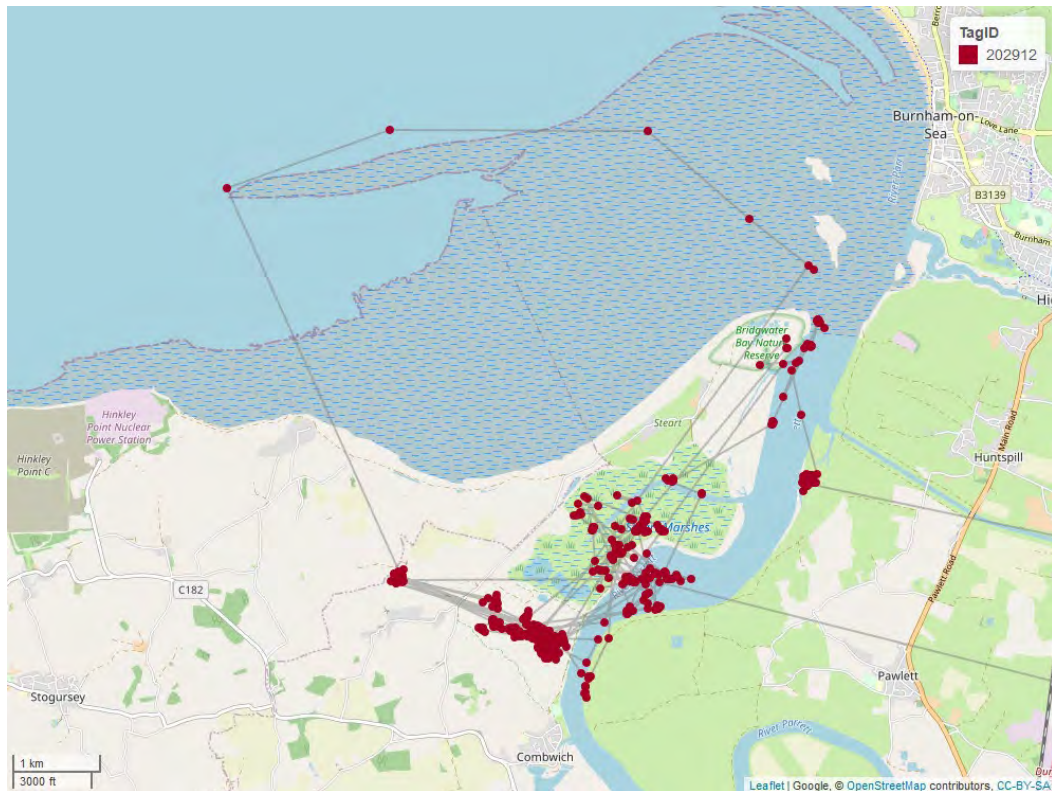 TagID
202912
Burnham-on-
Sea
Love Lane
B3139
Burnham
Bridgwater
Bay Natur
Reserve
Hinkley
Point Nuclear
Power Station
Hinkley
Point C
Steart
Main Road
Huntspill
Marshes
C182
Pawlett Road
Stogursey
Pawlett
River Parrett
Combwich
1 km
3000 ft
Leaflet | Google, © OpenStreetMap contributors, CC-BY-SA